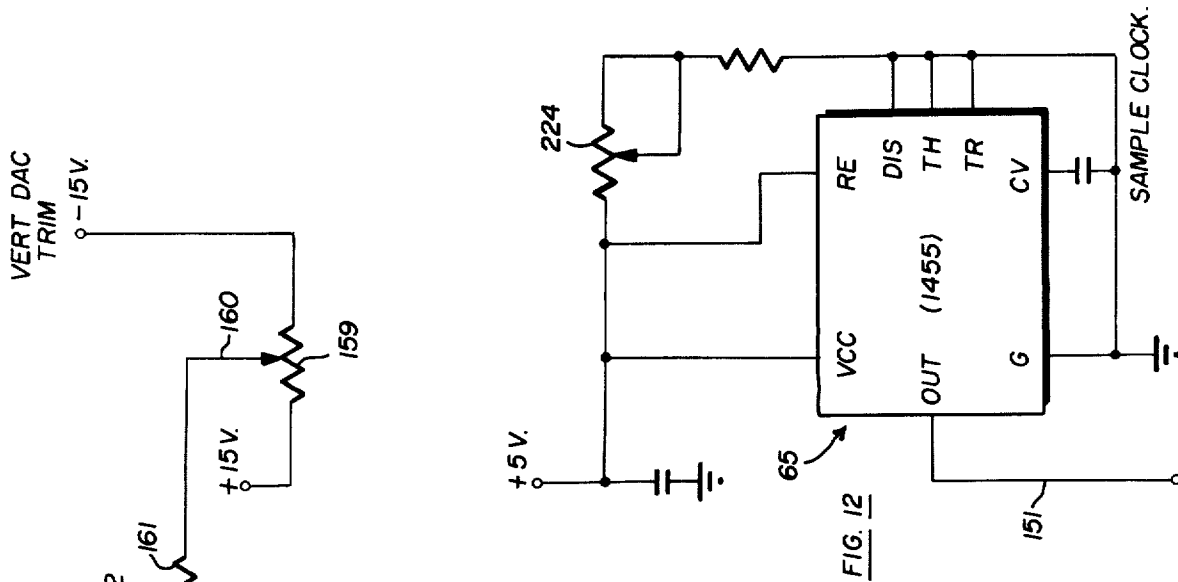 VERT DAC
TRIM
-15V.
160
159
+15V.
161
2
224
+5V.
VCC
RE
DIS
TH
TR
(1455)
OUT
G
CV
65
151
FIG. 12
SAMPLE CLOCK.